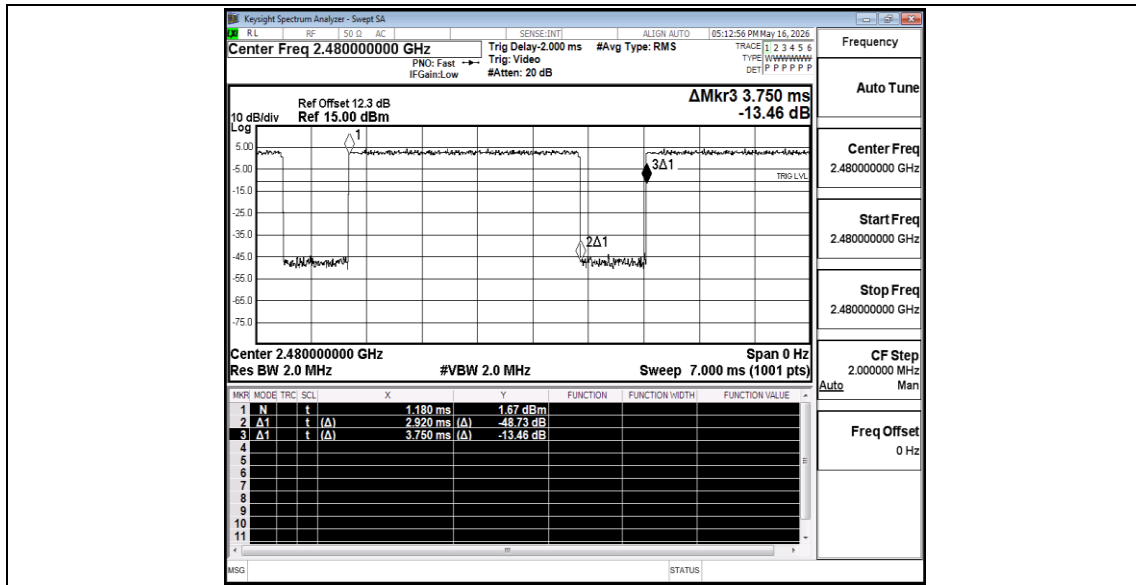 Keysight Spectrum Analyzer - Swept SA
LXI RL RF 50 Ω AC SENSE:INT ALIGN AUTO 05:12:56 PM May 16, 2026
Center Freq 2.480000000 GHz
PNO: Fast
IFGain:Low
Trig Delay-2.000 ms
Trig: Video
#Atten: 20 dB
#Avg Type: RMS
TRACE 1 2 3 4 5 6
TYPE WWWWWW
DET P P P P P P
ΔMkr3 3.750 ms
-13.46 dB
Ref Offset 12.3 dB
10 dB/div Ref 15.00 dBm
Log
1
5.00
-5.00
3Δ1
TRIG LVL
-15.0
-25.0
-35.0
2Δ1
-45.0
-55.0
-65.0
-75.0
Center 2.480000000 GHz Span 0 Hz
Res BW 2.0 MHz #VBW 2.0 MHz Sweep 7.000 ms (1001 pts)
MKR MODE TRC SCL X Y FUNCTION FUNCTION WIDTH FUNCTION VALUE
1 N t 1.180 ms 1.67 dBm
2 Δ1 t (Δ) 2.920 ms (Δ) -48.73 dB
3 Δ1 t (Δ) 3.750 ms (Δ) -13.46 dB
4
5
6
7
8
9
10
11
MSG STATUS
Frequency
Auto Tune
Center Freq
2.480000000 GHz
Start Freq
2.480000000 GHz
Stop Freq
2.480000000 GHz
CF Step
2.000000 MHz
Auto Man
Freq Offset
0 Hz